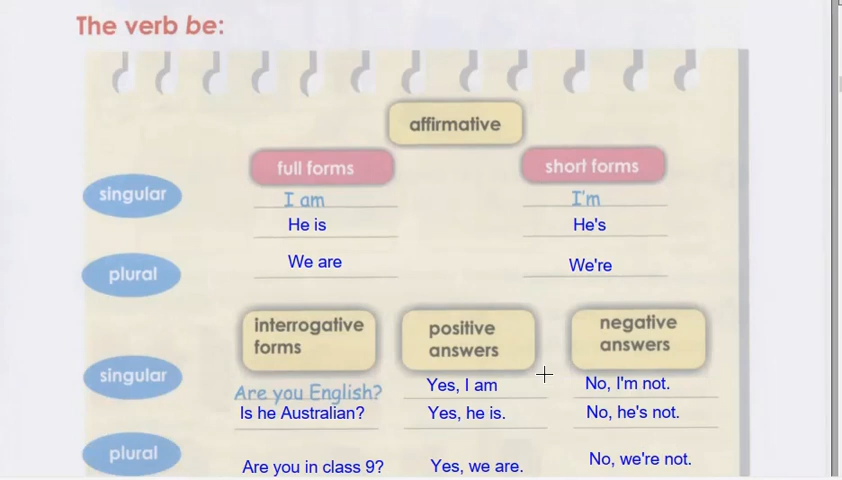 The verb be:
affirmative
full forms
short forms
singular
I am
I'm
He is
He's
plural
We are
We're
interrogative
forms
positive
answers
negative
answers
singular
Are you English?
Yes, I am
No, I'm not.
Is he Australian?
Yes, he is.
No, he's not.
plural
Are you in class 9?
Yes, we are.
No, we're not.